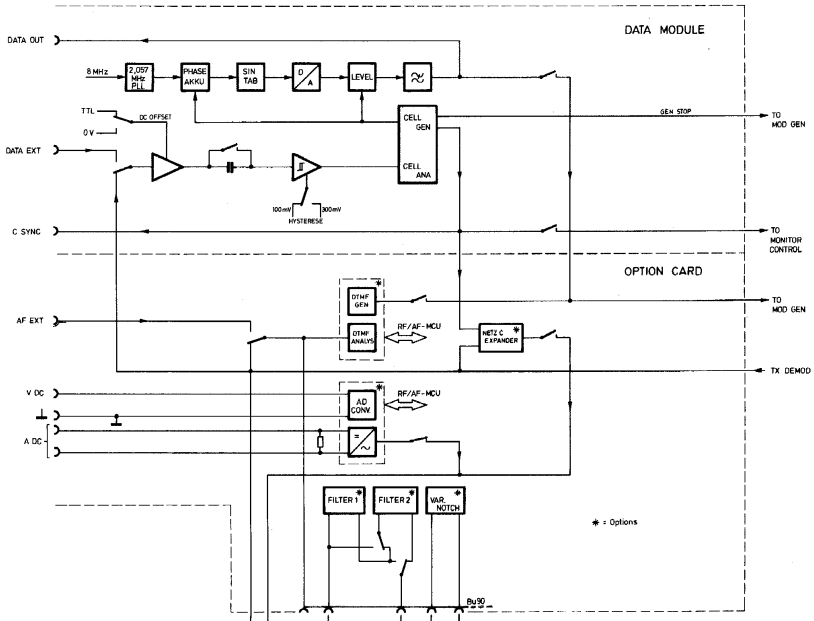 DATA MODULE
DATA OUT
8 MHz
2,057
MHz
PLL
PHASE
AKKU
SIN
TAB
D
A
LEVEL
TTL
DC OFFSET
0 V
CELL
GEN
GEN STOP
TO
MOD GEN
DATA EXT
CELL
ANA
100mV
300mV
HYSTERESE
C SYNC
TO
MONITOR
CONTROL
OPTION CARD
*
DTMF
GEN
TO
MOD GEN
AF EXT
DTMF
ANALYS
RF/AF-MCU
NETZ C *
EXPANDER
TX DEMOD
V DC
*
AD
CONV.
RF/AF-MCU
A DC
=
~
FILTER 1 *
FILTER 2 *
VAR. *
NOTCH
* = Options
Bu90